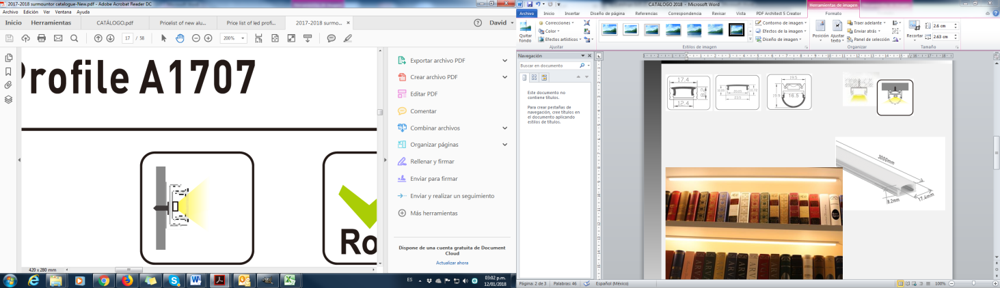 2017-2018 surmountor catalogue-New.pdf - Adobe Acrobat Reader DC
Archivo Edición Ver Ventana Ayuda
Inicio Herramientas CATÁLOGO.pdf Pricelist of new alu... Price list of led profi... 2017-2018 surmo... × David
17 / 58 200%
Profile A1707
Ro
420 x 280 mm
Exportar archivo PDF
Crear archivo PDF
Editar PDF
Comentar
Combinar archivos
Organizar páginas
Rellenar y firmar
Enviar para firmar
Enviar y realizar un seguimiento
Más herramientas
Dispone de una cuenta gratuita de Document
Cloud
Actualizar ahora
ES 03:02 p.m.
12/01/2018
CATALOGO 2018 - Microsoft Word
Herramientas de imagen
Archivo Inicio Insertar Diseño de página Referencias Correspondencia Revisar Vista PDF Architect 5 Creator Formato
Quitar
fondo
Correcciones
Color
Efectos artísticos
Ajustar
Estilos de imagen
Contorno de imagen
Efectos de la imagen
Diseño de imagen
Posición
Ajustar
texto
Traer adelante
Enviar atrás
Panel de selección
Organizar
Recortar
2.6 cm
2.63 cm
Tamaño
Navegación
Buscar en documento
Este documento no
contiene títulos.
Para crear pestañas de
navegación, cree títulos en
el documento aplicando
estilos de títulos.
17.4
12.4
23.5
19.5
16.5
3000mm
8.2mm
17.4mm
Página: 2 de 3 Palabras: 46 Español (México) 100%